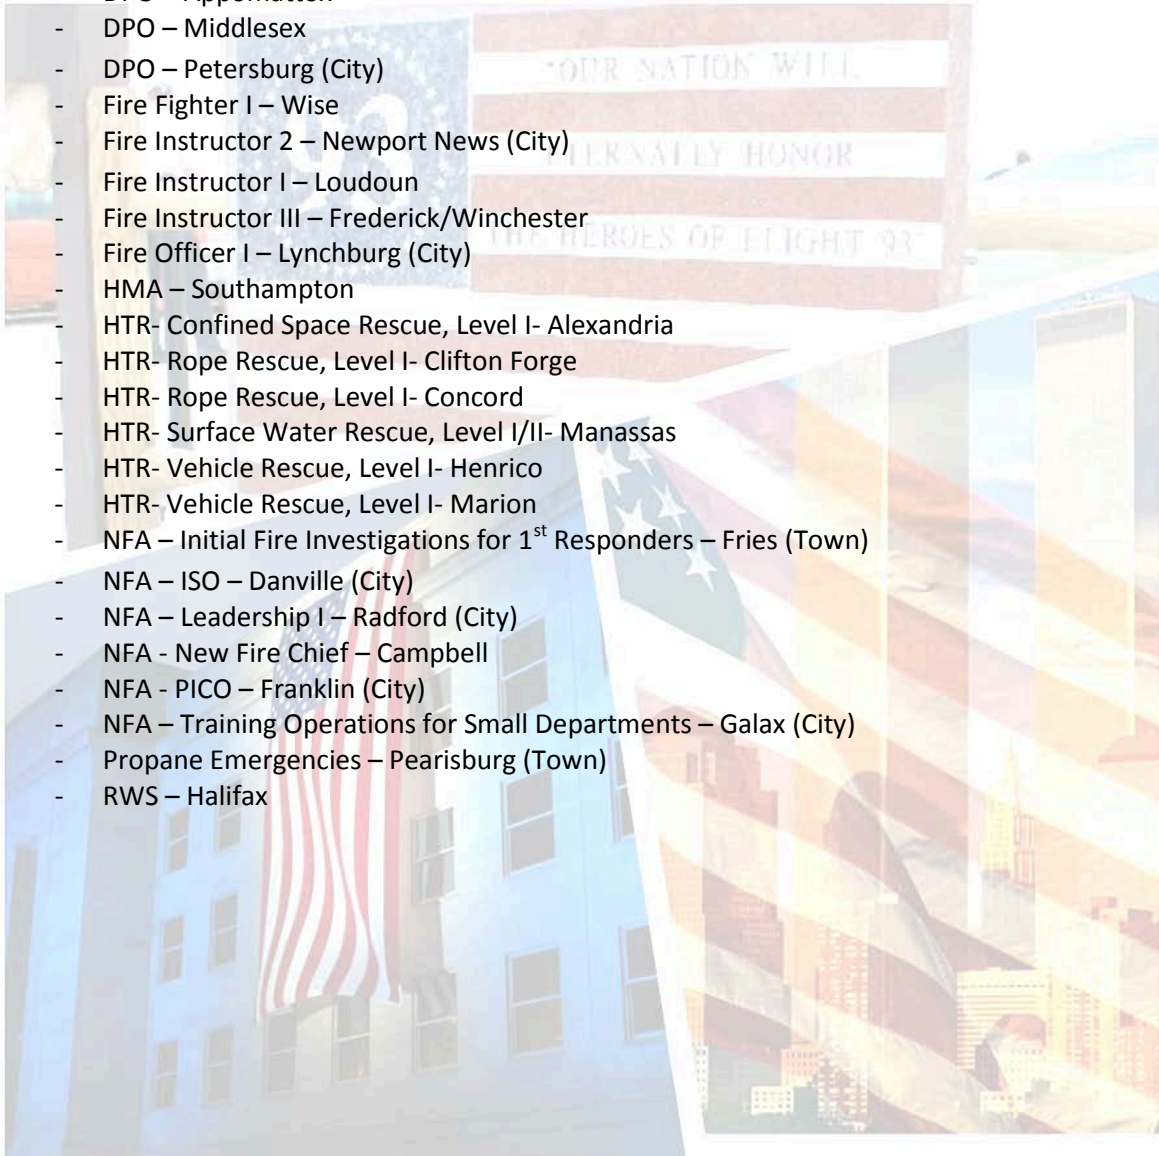 - DPO – Appomattox
- DPO – Middlesex
- DPO – Petersburg (City)
- Fire Fighter I – Wise
- Fire Instructor 2 – Newport News (City)
- Fire Instructor I – Loudoun
- Fire Instructor III – Frederick/Winchester
- Fire Officer I – Lynchburg (City)
- HMA – Southampton
- HTR- Confined Space Rescue, Level I- Alexandria
- HTR- Rope Rescue, Level I- Clifton Forge
- HTR- Rope Rescue, Level I- Concord
- HTR- Surface Water Rescue, Level I/II- Manassas
- HTR- Vehicle Rescue, Level I- Henrico
- HTR- Vehicle Rescue, Level I- Marion
- NFA – Initial Fire Investigations for 1st Responders – Fries (Town)
- NFA – ISO – Danville (City)
- NFA – Leadership I – Radford (City)
- NFA - New Fire Chief – Campbell
- NFA - PICO – Franklin (City)
- NFA – Training Operations for Small Departments – Galax (City)
- Propane Emergencies – Pearisburg (Town)
- RWS – Halifax
93
"OUR NATION WILL
ETERNALLY HONOR
THE HEROES OF FLIGHT 93"